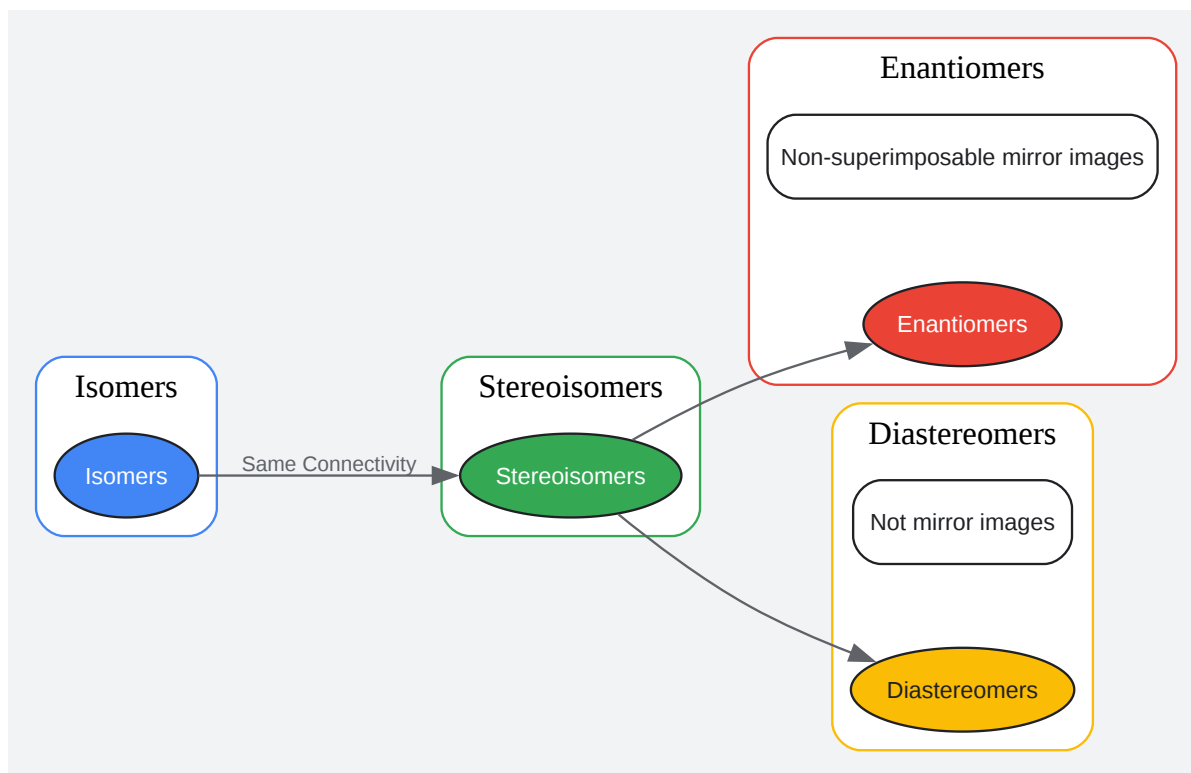 Isomers
Isomers
Same Connectivity
Stereoisomers
Stereoisomers
Enantiomers
Non-superimposable mirror images
Enantiomers
Diastereomers
Not mirror images
Diastereomers